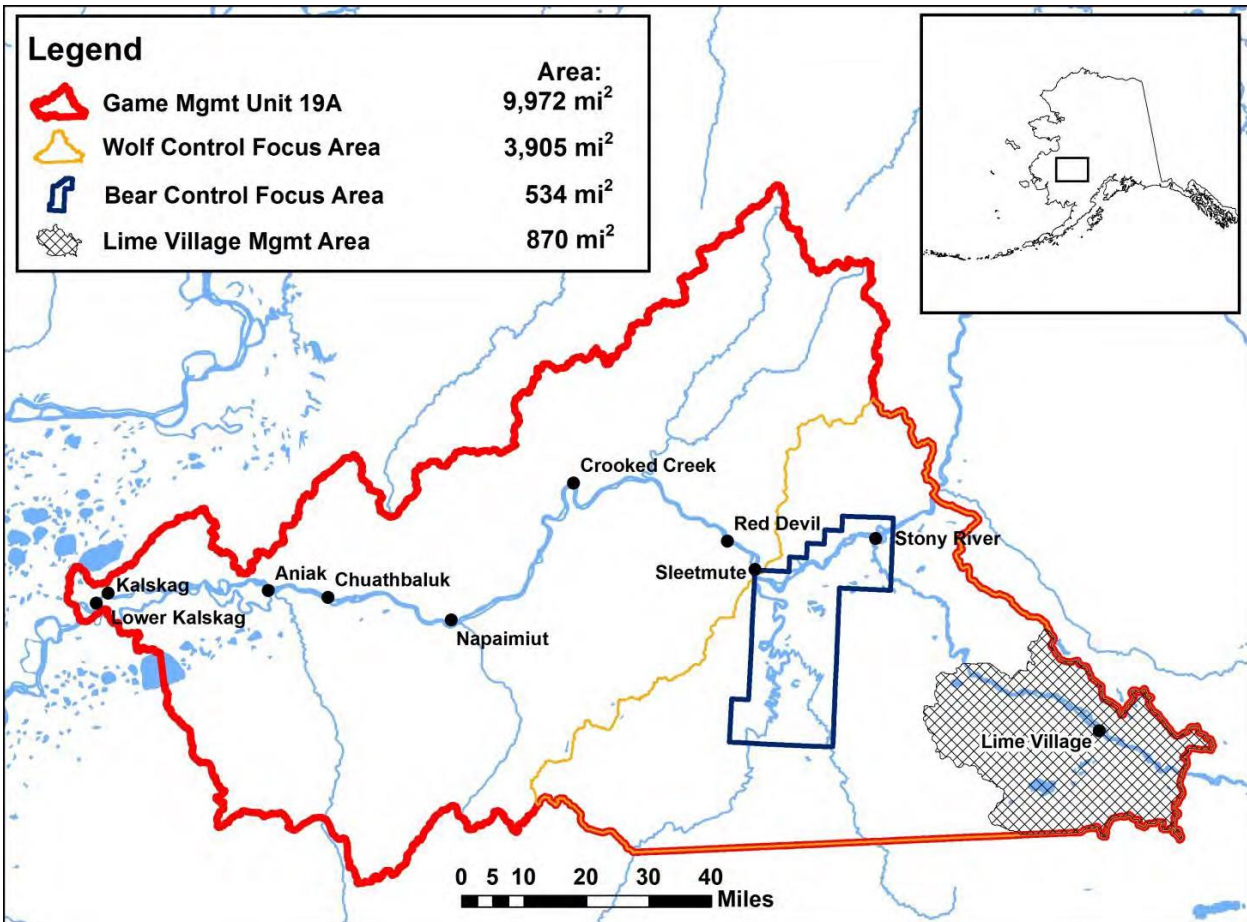 Legend
Area:
Game Mgmt Unit 19A 9,972 mi²
Wolf Control Focus Area 3,905 mi²
Bear Control Focus Area 534 mi²
Lime Village Mgmt Area 870 mi²
Crooked Creek
Red Devil
Stony River
Sleetmute
Kalskag
Aniak
Chuathbaluk
Lower Kalskag
Napaimiut
Lime Village
0 5 10 20 30 40
Miles